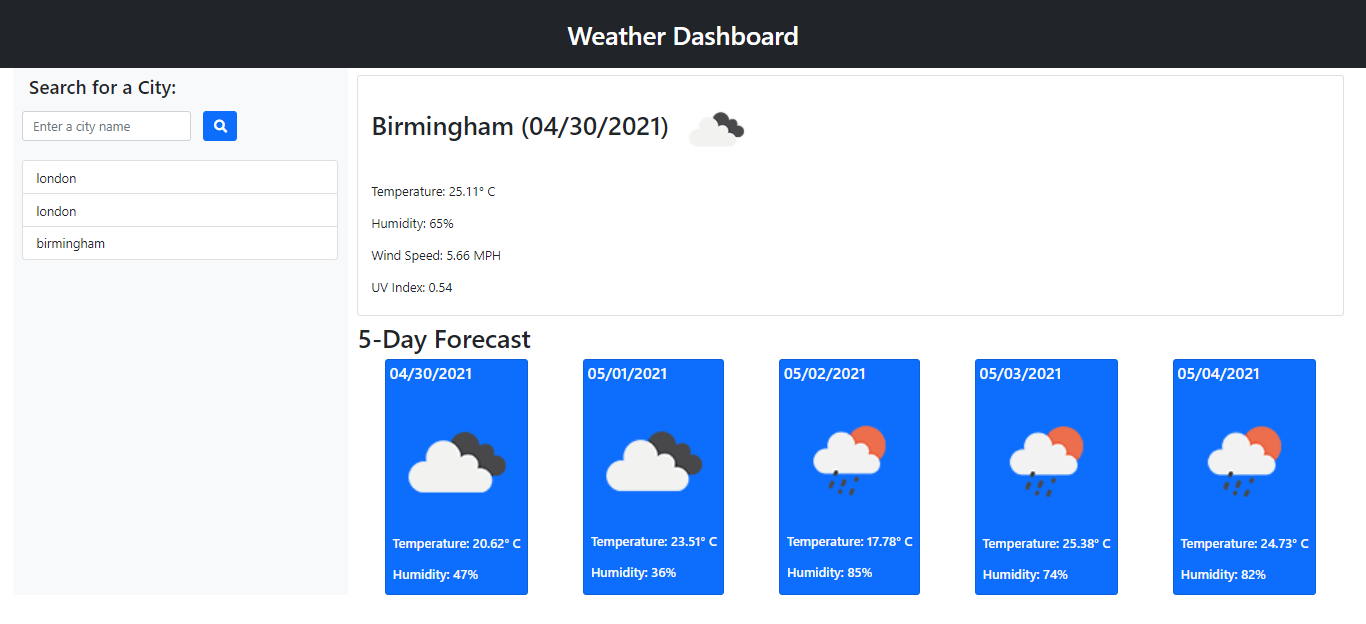 Weather Dashboard
Search for a City:
Enter a city name
london
london
birmingham
Birmingham (04/30/2021)
Temperature: 25.11° C
Humidity: 65%
Wind Speed: 5.66 MPH
UV Index: 0.54
5-Day Forecast
04/30/2021
Temperature: 20.62° C
Humidity: 47%
05/01/2021
Temperature: 23.51° C
Humidity: 36%
05/02/2021
Temperature: 17.78° C
Humidity: 85%
05/03/2021
Temperature: 25.38° C
Humidity: 74%
05/04/2021
Temperature: 24.73° C
Humidity: 82%